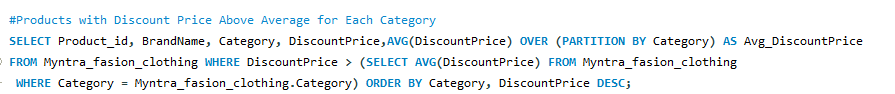 #Products with Discount Price Above Average for Each Category
SELECT Product_id, BrandName, Category, DiscountPrice,AVG(DiscountPrice) OVER (PARTITION BY Category) AS Avg_DiscountPrice
FROM Myntra_fasion_clothing WHERE DiscountPrice > (SELECT AVG(DiscountPrice) FROM Myntra_fasion_clothing
WHERE Category = Myntra_fasion_clothing.Category) ORDER BY Category, DiscountPrice DESC;